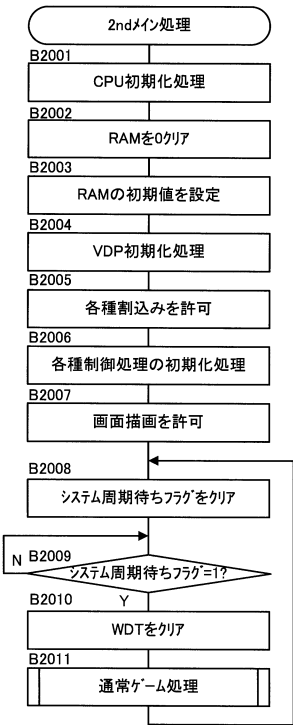 2ndメイン処理
B2001
CPU初期化処理
B2002
RAMを0クリア
B2003
RAMの初期値を設定
B2004
VDP初期化処理
B2005
各種割込みを許可
B2006
各種制御処理の初期化処理
B2007
画面描画を許可
B2008
システム周期待ちフラグをクリア
B2009
N
システム周期待ちフラグ=1?
Y
B2010
WDTをクリア
B2011
通常ゲーム処理